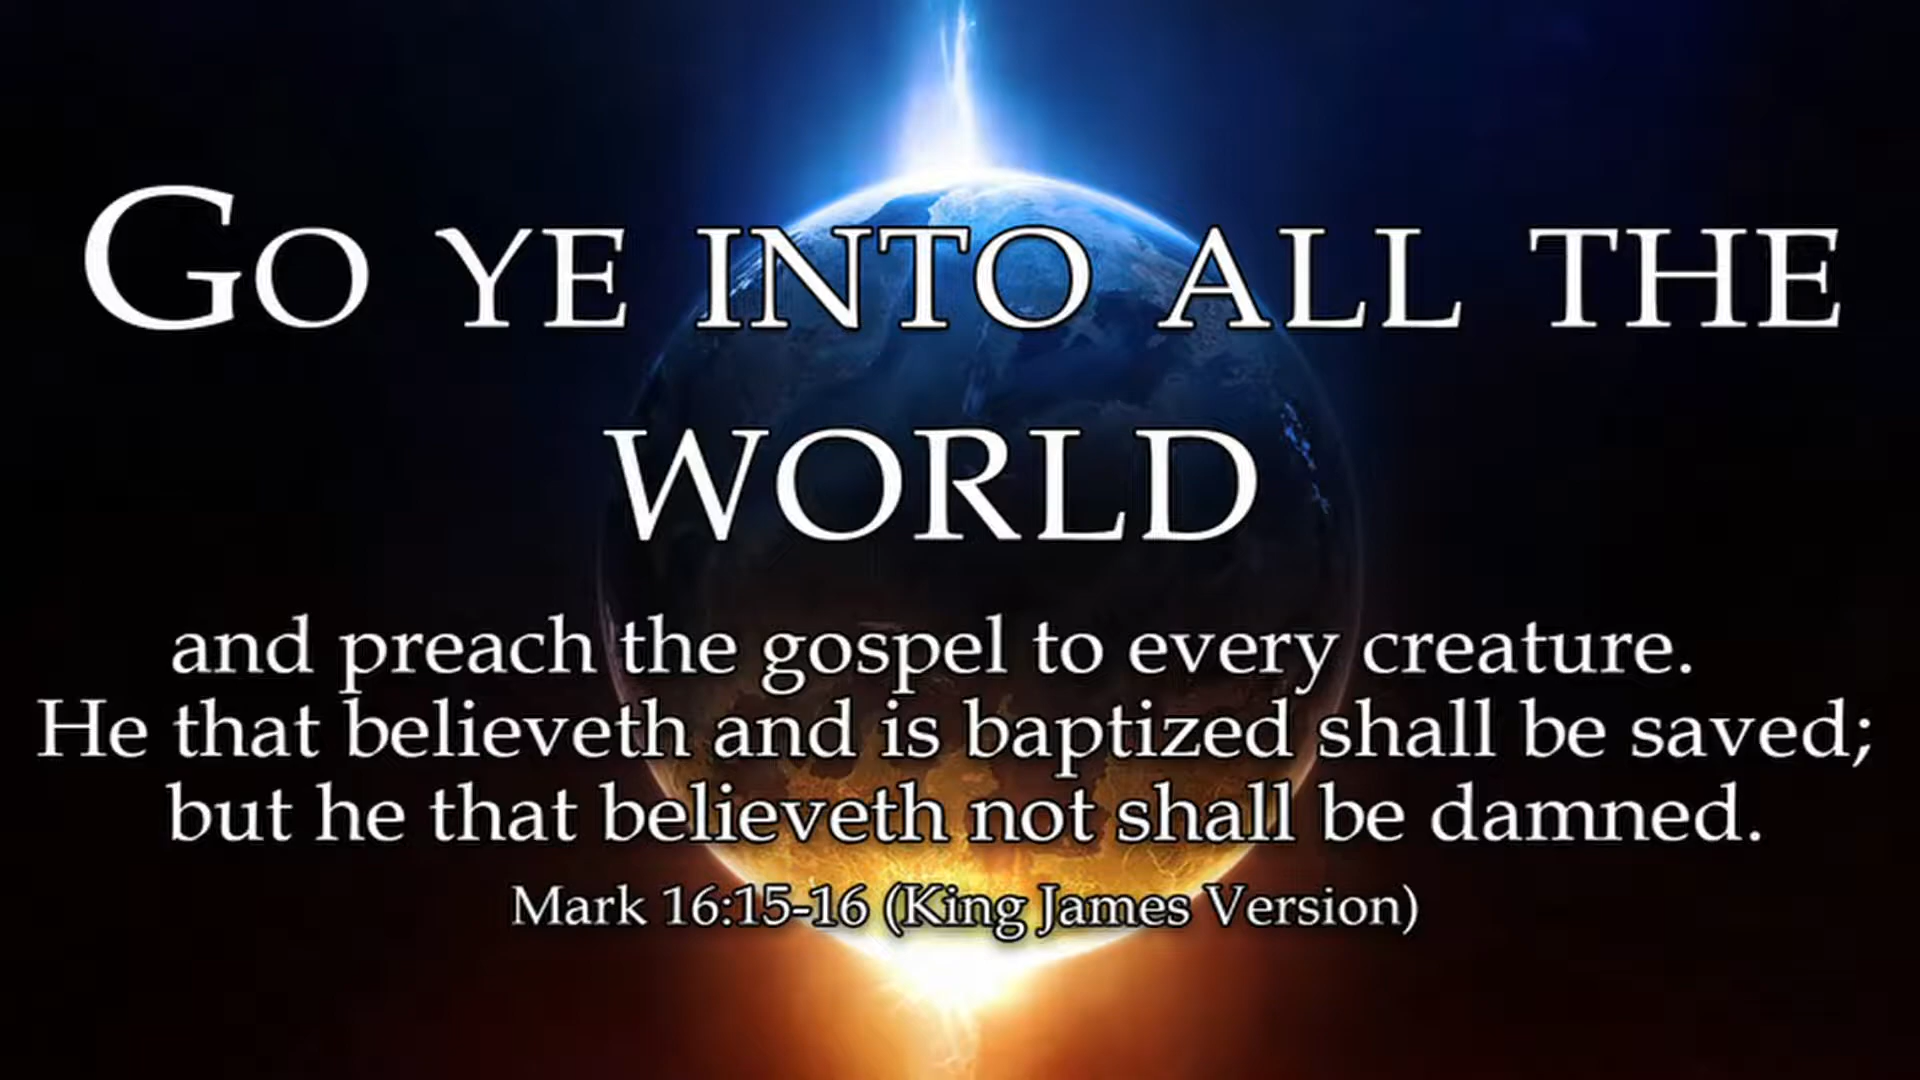 Go ye into all the
world
and preach the gospel to every creature.
He that believeth and is baptized shall be saved;
but he that believeth not shall be damned.
Mark 16:15-16 (King James Version)